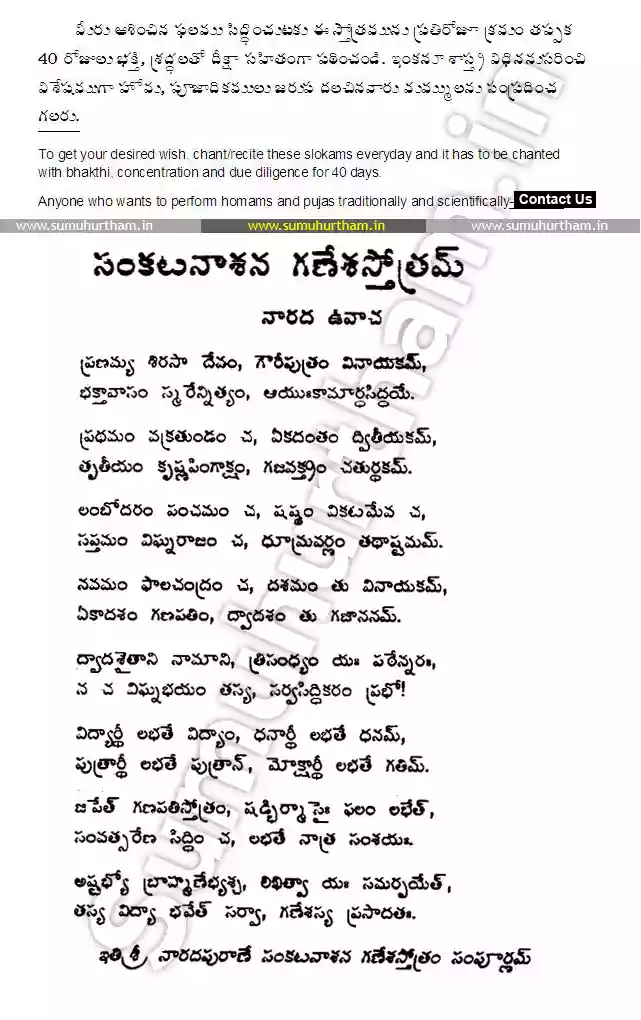 మీరు ఆశించిన ఫలము సిద్ధించుటకు ఈ స్తోత్రమును ప్రతిరోజూ క్రమం తప్పక
40 రోజులు భక్తి, శ్రద్ధలతో దీక్షా సహితంగా పఠించండి. ఇంకనూ శాస్త్ర విధిననుసరించి
విశేషముగా హోమ, పూజాదికములు జరుప దలచినవారు మమ్ములను సంప్రదించ
గలరు.
To get your desired wish, chant/recite these slokams everyday and it has to be chanted
with bhakthi, concentration and due diligence for 40 days.
Anyone who wants to perform homams and pujas traditionally and scientifically- Contact Us
www.sumuhurtham.in www.sumuhurtham.in www.sumuhurtham.in
సంకటనాశన గణేశస్తోత్రమ్
నారద ఉవాచ
ప్రణమ్య శిరసా దేవం, గౌరీపుత్రం వినాయకమ్,
భక్తావాసం స్మరేన్నిత్యం, ఆయుఃకామార్థసిద్ధయే.
ప్రథమం వక్రతుండం చ, ఏకదంతం ద్వితీయకమ్,
తృతీయం కృష్ణపింగాక్షం, గజవక్త్రం చతుర్థకమ్.
లంబోదరం పంచమం చ, షష్ఠం వికటమేవ చ,
సప్తమం విఘ్నరాజం చ, ధూమ్రవర్ణం తథాష్టమమ్.
నవమం ఫాలచంద్రం చ, దశమం తు వినాయకమ్,
ఏకాదశం గణపతిం, ద్వాదశం తు గజాననమ్.
ద్వాదశైతాని నామాని, త్రిసంధ్యం యః పఠేన్నరః,
న చ విఘ్నభయం తస్య, సర్వసిద్ధికరం ప్రభో!
విద్యార్థీ లభతే విద్యాం, ధనార్థీ లభతే ధనమ్,
పుత్రార్థీ లభతే పుత్రాన్, మోక్షార్థీ లభతే గతిమ్.
జపేత్ గణపతిస్తోత్రం, షడ్భిర్మాసైః ఫలం లభేత్,
సంవత్సరేణ సిద్ధిం చ, లభతే నాత్ర సంశయః.
అష్టభ్యో బ్రాహ్మణేభ్యశ్చ, లిఖిత్వా యః సమర్పయేత్,
తస్య విద్యా భవేత్ సర్వా, గణేశస్య ప్రసాదతః.
ఇతి శ్రీ నారదపురాణే సంకటనాశన గణేశస్తోత్రం సంపూర్ణమ్
sumuhurtham.in